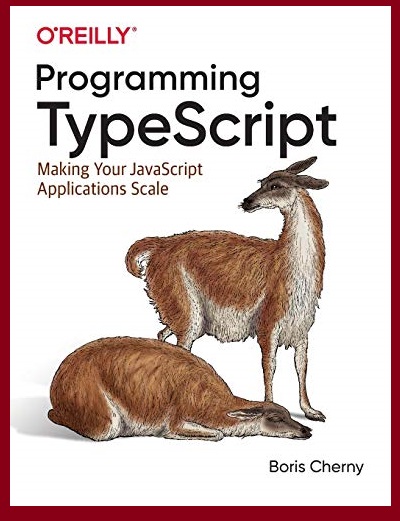 O'REILLY®
Programming
TypeScript
Making Your JavaScript
Applications Scale
Boris Cherny